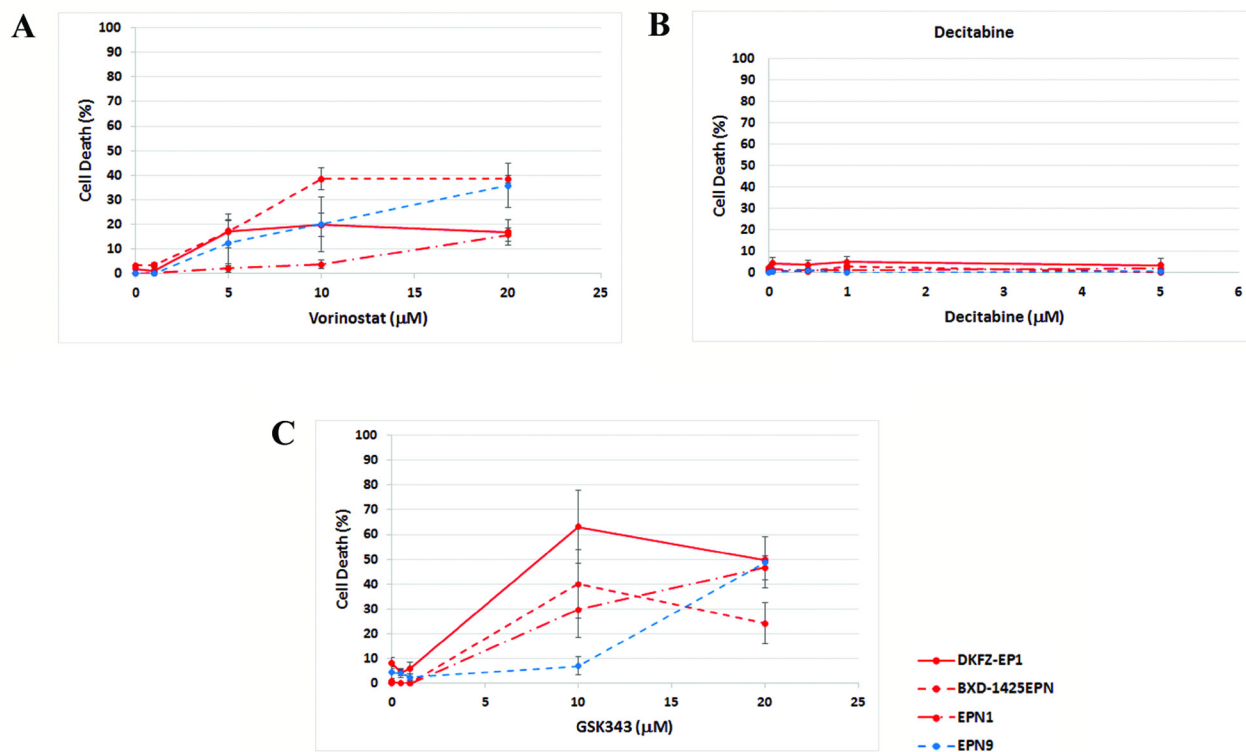 A
100
90
80
70
60
50
40
30
20
10
0
Cell Death (%)
0 5 10 15 20 25
Vorinostat (µM)
B
Decitabine
100
90
80
70
60
50
40
30
20
10
0
Cell Death (%)
0 1 2 3 4 5 6
Decitabine (µM)
C
100
90
80
70
60
50
40
30
20
10
0
Cell Death (%)
0 5 10 15 20 25
GSK343 (µM)
DKFZ-EP1
BXD-1425EPN
EPN1
EPN9